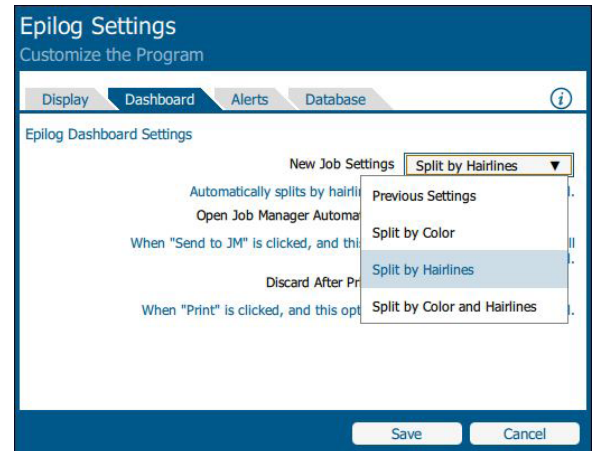 Epilog Settings
Customize the Program
Display Dashboard Alerts Database i
Epilog Dashboard Settings
New Job Settings Split by Hairlines ▼
Automatically splits by hairli
Previous Settings
Open Job Manager Automa
Split by Color
When "Send to JM" is clicked, and thi ll
Split by Hairlines
Discard After Pr
Split by Color and Hairlines
When "Print" is clicked, and this opt
Save Cancel